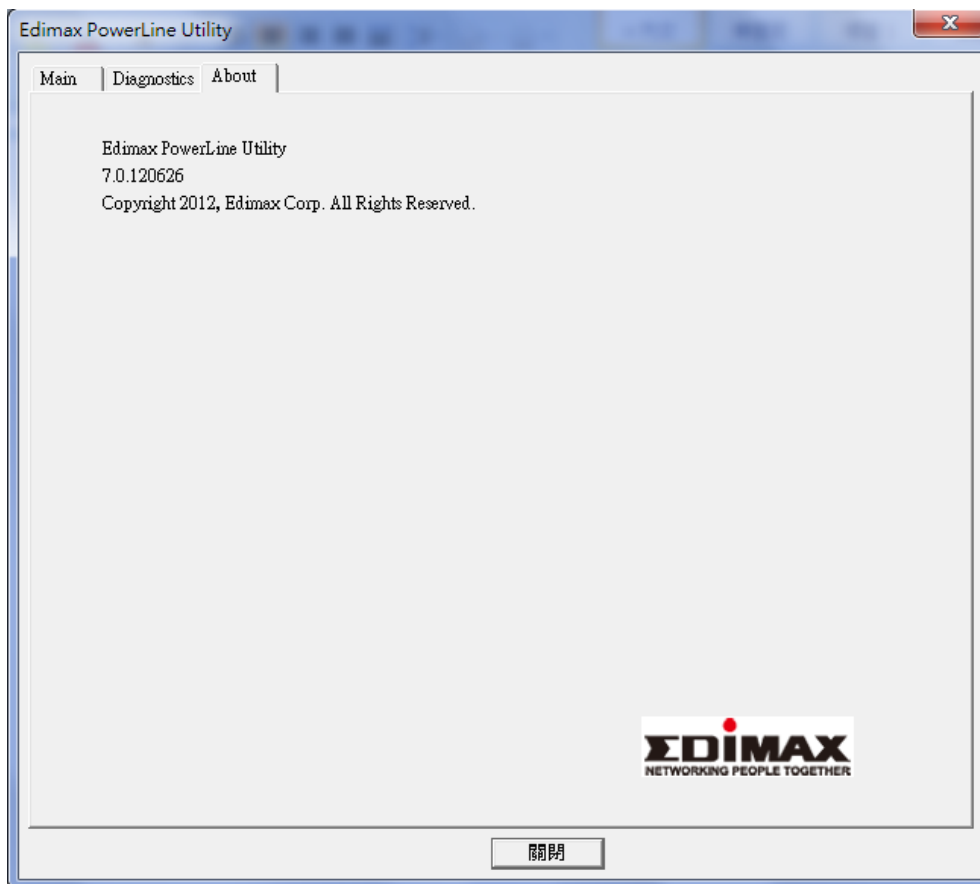 Edimax PowerLine Utility
Main
Diagnostics
About
Edimax PowerLine Utility
7.0.120626
Copyright 2012, Edimax Corp. All Rights Reserved.
EDIMAX
NETWORKING PEOPLE TOGETHER
關閉